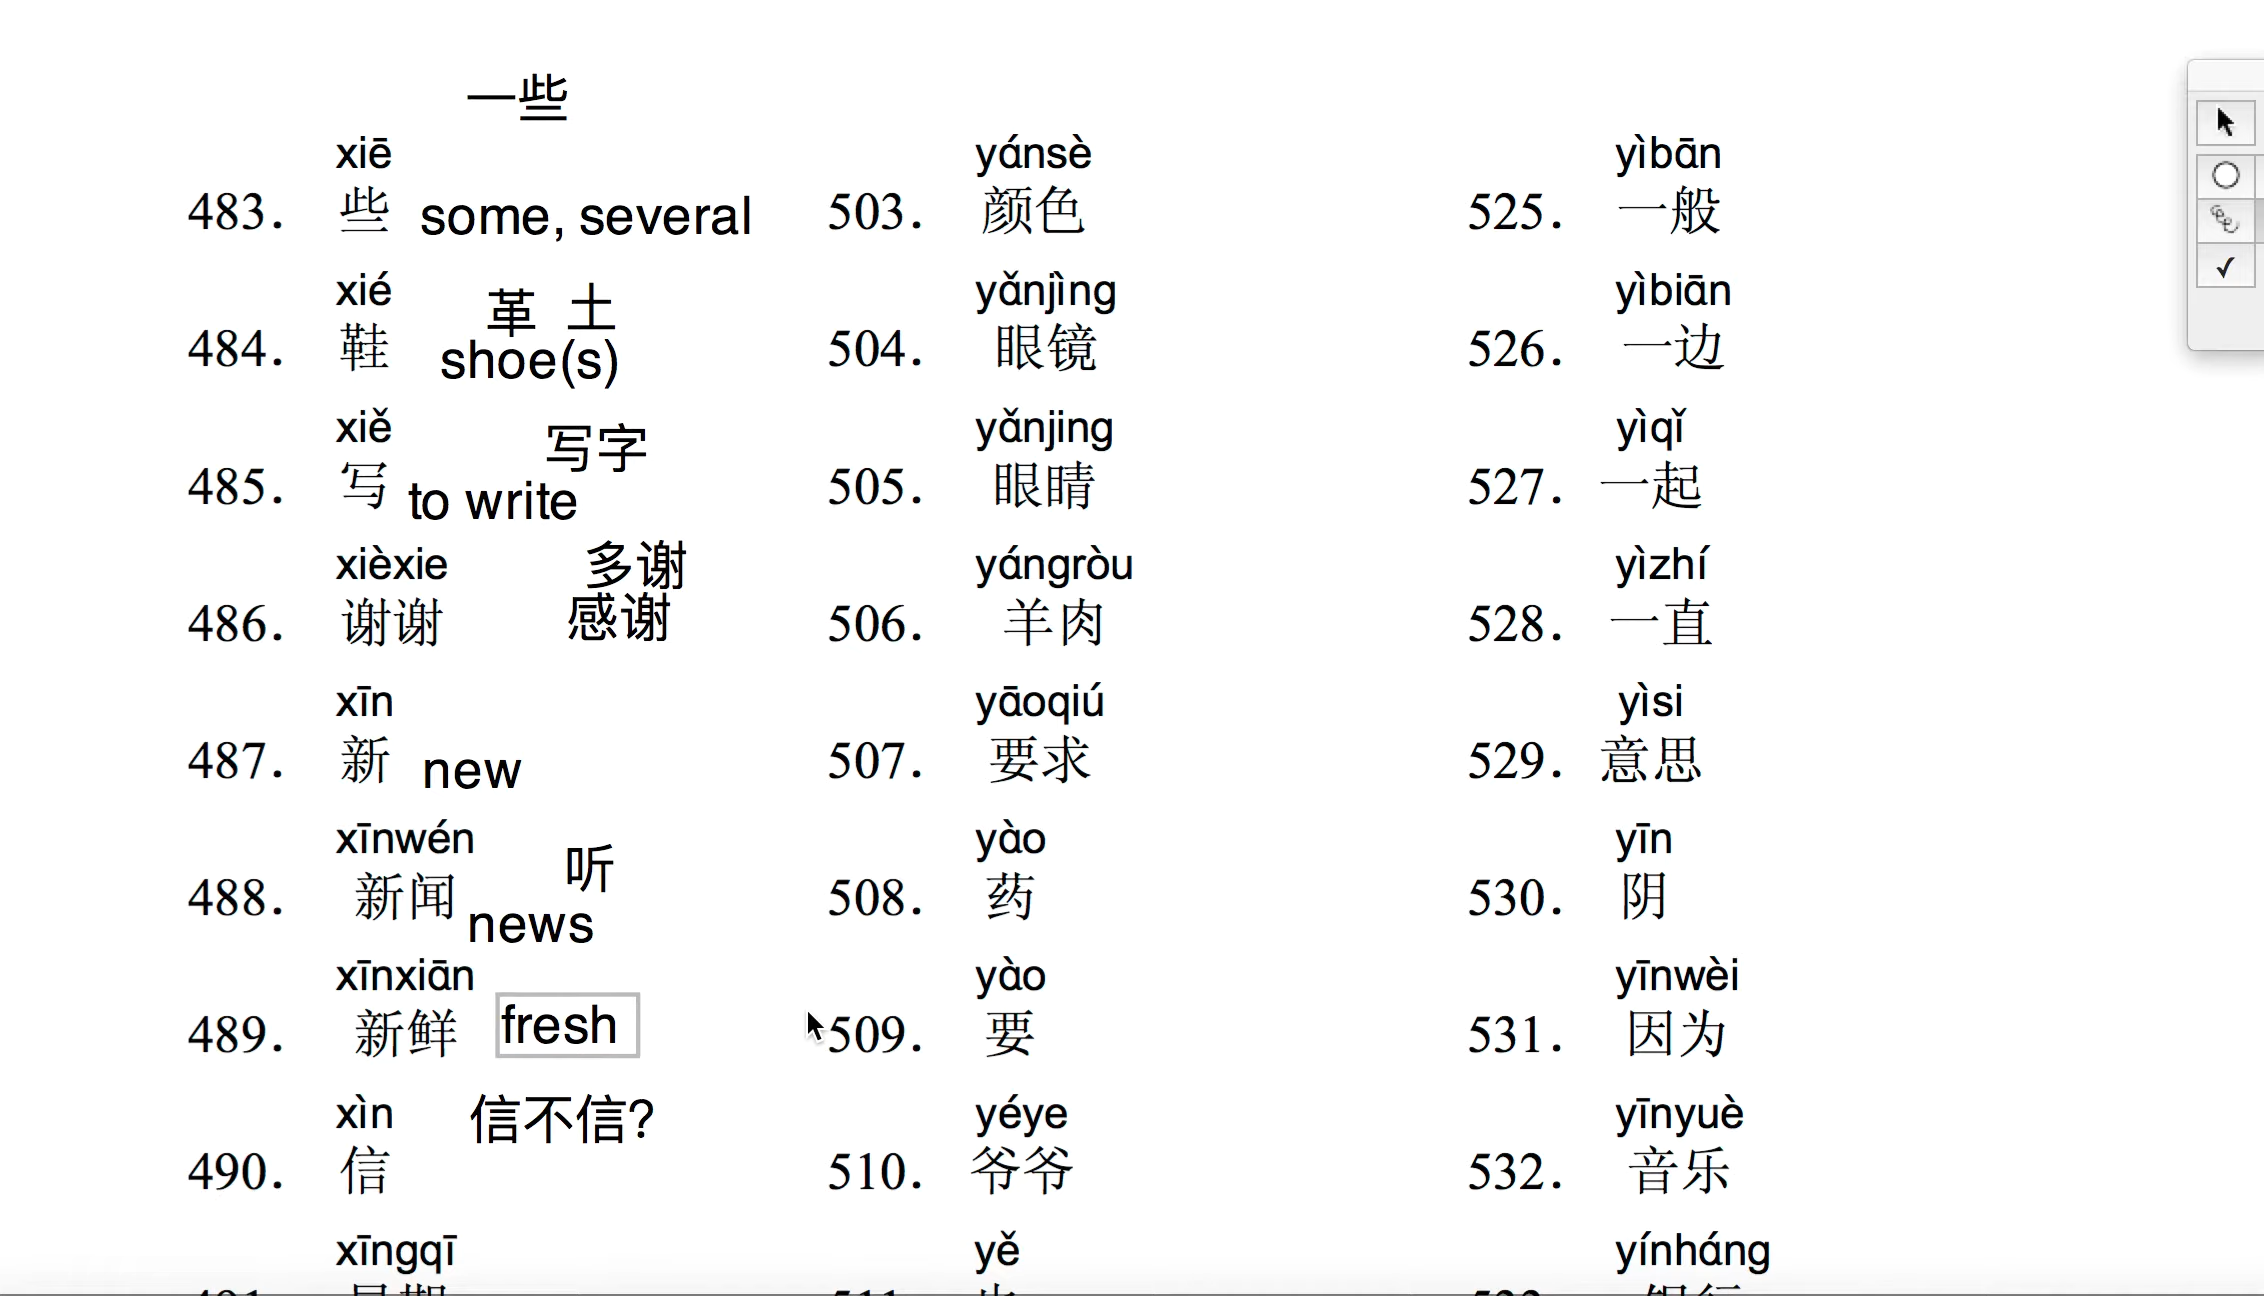 一些
xiē
483. 些 some, several
革 土
xié
484. 鞋 shoe(s)
xiě
写字
485. 写 to write
xièxie
多谢
486. 谢谢 感谢
xīn
487. 新 new
xīnwén
听
488. 新闻 news
xīnxiān
489. 新鲜 fresh
xìn
信不信?
490. 信
xīngqī
yánsè
503. 颜色
yǎnjìng
504. 眼镜
yǎnjing
505. 眼睛
yángròu
506. 羊肉
yāoqiú
507. 要求
yào
508. 药
yào
509. 要
yéye
510. 爷爷
yě
yìbān
525. 一般
yìbiān
526. 一边
yìqǐ
527. 一起
yìzhí
528. 一直
yìsi
529. 意思
yīn
530. 阴
yīnwèi
531. 因为
yīnyuè
532. 音乐
yínháng